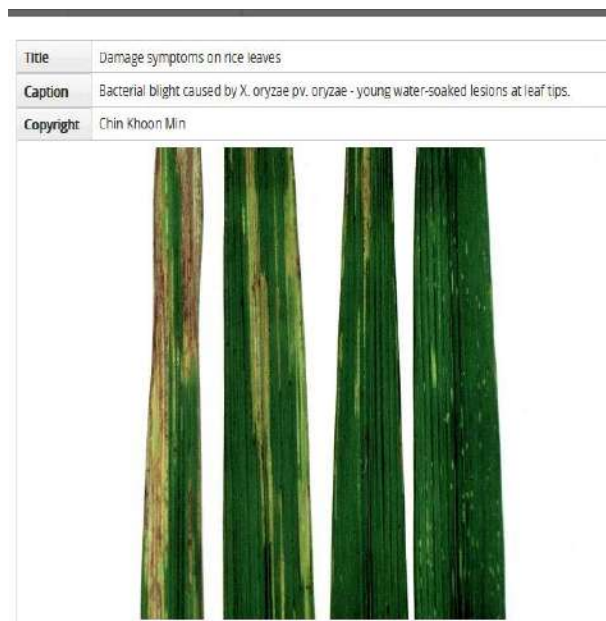 Title Damage symptoms on rice leaves
Caption Bacterial blight caused by X. oryzae pv. oryzae - young water-soaked lesions at leaf tips.
Copyright Chin Khoon Min